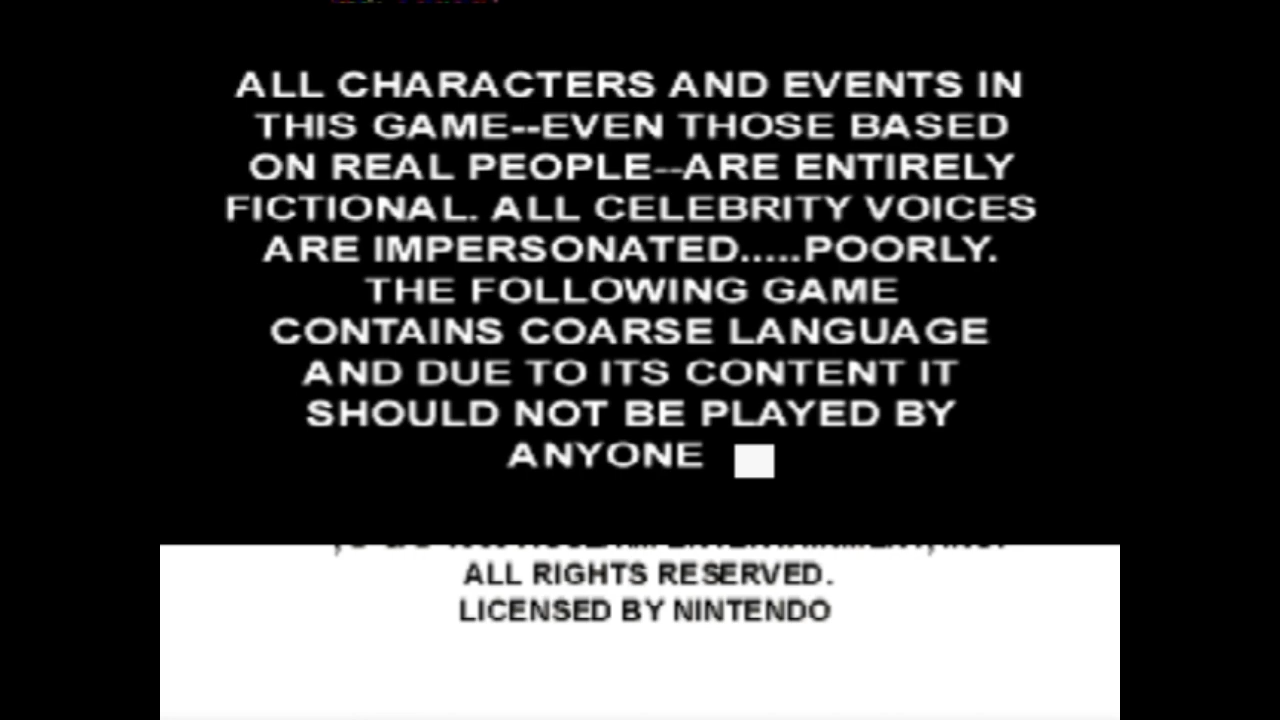 ALL CHARACTERS AND EVENTS IN
THIS GAME--EVEN THOSE BASED
ON REAL PEOPLE--ARE ENTIRELY
FICTIONAL. ALL CELEBRITY VOICES
ARE IMPERSONATED.....POORLY.
THE FOLLOWING GAME
CONTAINS COARSE LANGUAGE
AND DUE TO ITS CONTENT IT
SHOULD NOT BE PLAYED BY
ANYONE
ALL RIGHTS RESERVED.
LICENSED BY NINTENDO